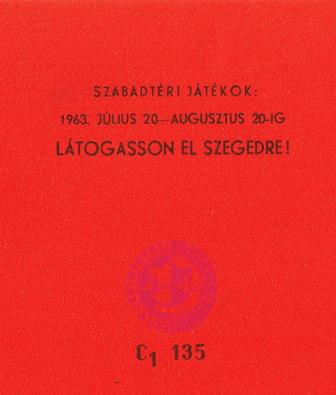 SZABADTÉRI JÁTÉKOK:
1963. JÚLIUS 20—AUGUSZTUS 20-IG
LÁTOGASSON EL SZEGEDRE!
C₁ 135